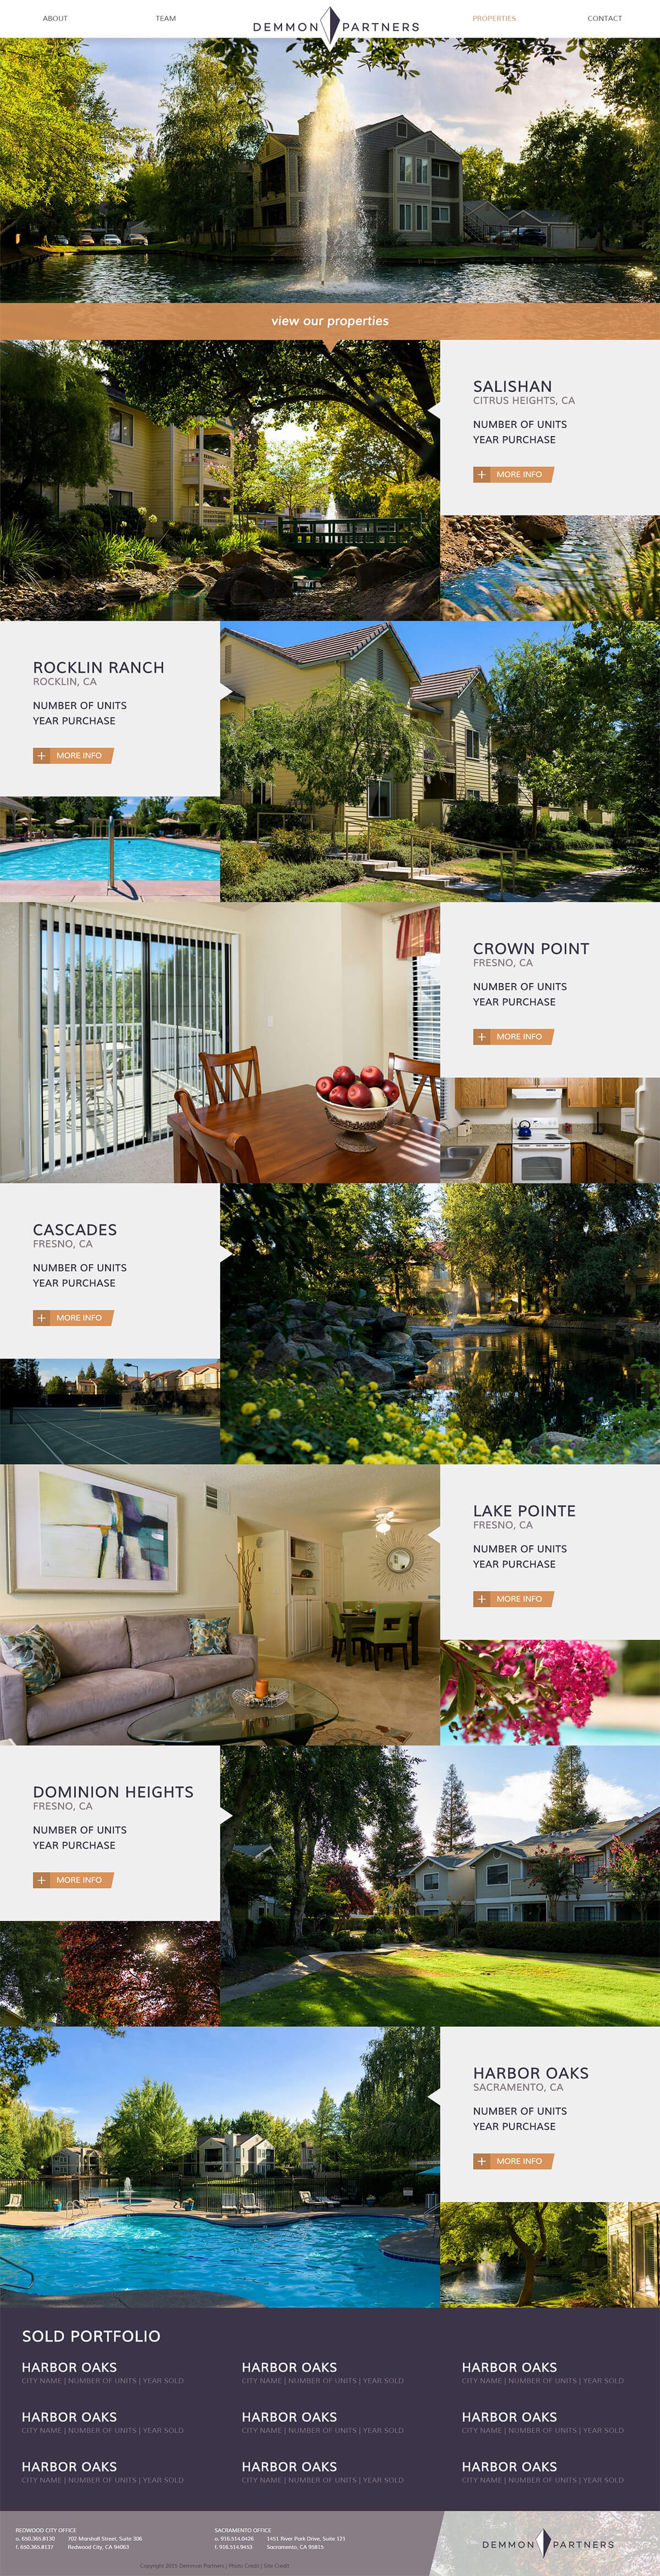 ABOUT
TEAM
DEMMON PARTNERS
PROPERTIES
CONTACT
view our properties
SALISHAN
CITRUS HEIGHTS, CA
NUMBER OF UNITS
YEAR PURCHASE
+ MORE INFO
ROCKLIN RANCH
ROCKLIN, CA
NUMBER OF UNITS
YEAR PURCHASE
+ MORE INFO
CROWN POINT
FRESNO, CA
NUMBER OF UNITS
YEAR PURCHASE
+ MORE INFO
CASCADES
FRESNO, CA
NUMBER OF UNITS
YEAR PURCHASE
+ MORE INFO
LAKE POINTE
FRESNO, CA
NUMBER OF UNITS
YEAR PURCHASE
+ MORE INFO
DOMINION HEIGHTS
FRESNO, CA
NUMBER OF UNITS
YEAR PURCHASE
+ MORE INFO
HARBOR OAKS
SACRAMENTO, CA
NUMBER OF UNITS
YEAR PURCHASE
+ MORE INFO
SOLD PORTFOLIO
HARBOR OAKS
CITY NAME | NUMBER OF UNITS | YEAR SOLD
HARBOR OAKS
CITY NAME | NUMBER OF UNITS | YEAR SOLD
HARBOR OAKS
CITY NAME | NUMBER OF UNITS | YEAR SOLD
HARBOR OAKS
CITY NAME | NUMBER OF UNITS | YEAR SOLD
HARBOR OAKS
CITY NAME | NUMBER OF UNITS | YEAR SOLD
HARBOR OAKS
CITY NAME | NUMBER OF UNITS | YEAR SOLD
HARBOR OAKS
CITY NAME | NUMBER OF UNITS | YEAR SOLD
HARBOR OAKS
CITY NAME | NUMBER OF UNITS | YEAR SOLD
HARBOR OAKS
CITY NAME | NUMBER OF UNITS | YEAR SOLD
REDWOOD CITY OFFICE
o. 650.365.8130 702 Marshall Street, Suite 306
f. 650.365.8137 Redwood City, CA 94063
SACRAMENTO OFFICE
o. 916.514.0426 1451 River Park Drive, Suite 121
f. 916.514.9453 Sacramento, CA 95815
DEMMON PARTNERS
Copyright 2015 Demmon Partners | Photo Credit | Site Credit